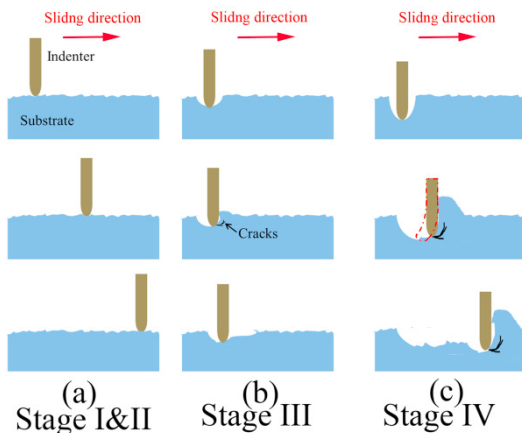 Slidng direction
Slidng direction
Slidng direction
Indenter
Substrate
Cracks
(a)
Stage I&II
(b)
Stage III
(c)
Stage IV